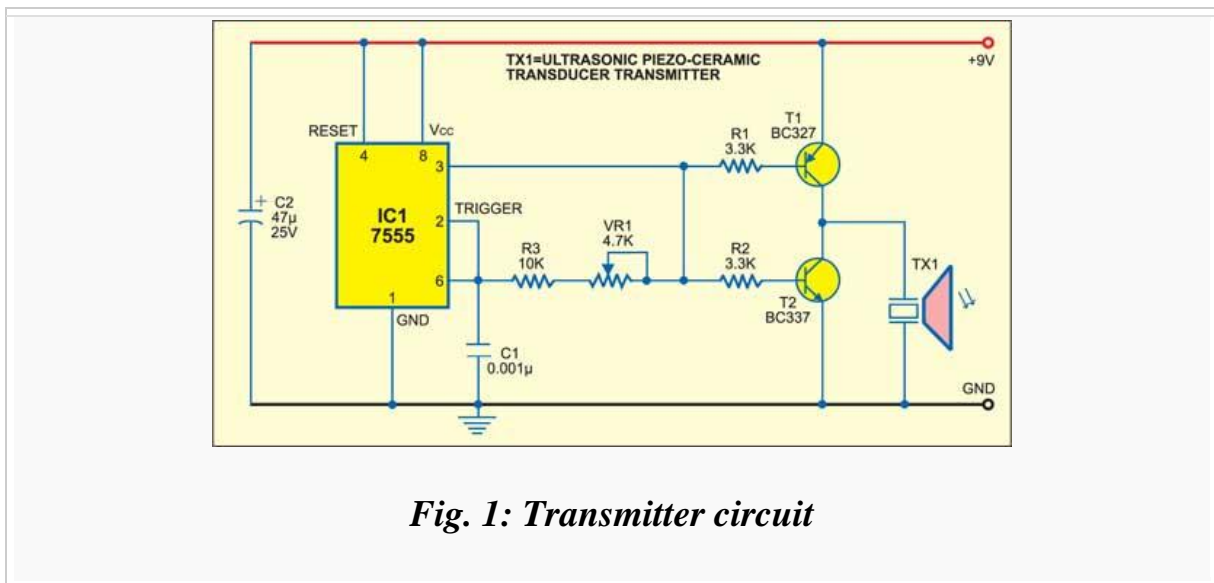 TX1=ULTRASONIC PIEZO-CERAMIC
TRANSDUCER TRANSMITTER
+9V
RESET
Vcc
4
8
3
T1
BC327
R1
3.3K
C2
47µ
25V
+
IC1
7555
2
TRIGGER
VR1
4.7K
R3
10K
R2
3.3K
TX1
6
T2
BC337
1
GND
C1
0.001µ
GND
Fig. 1: Transmitter circuit